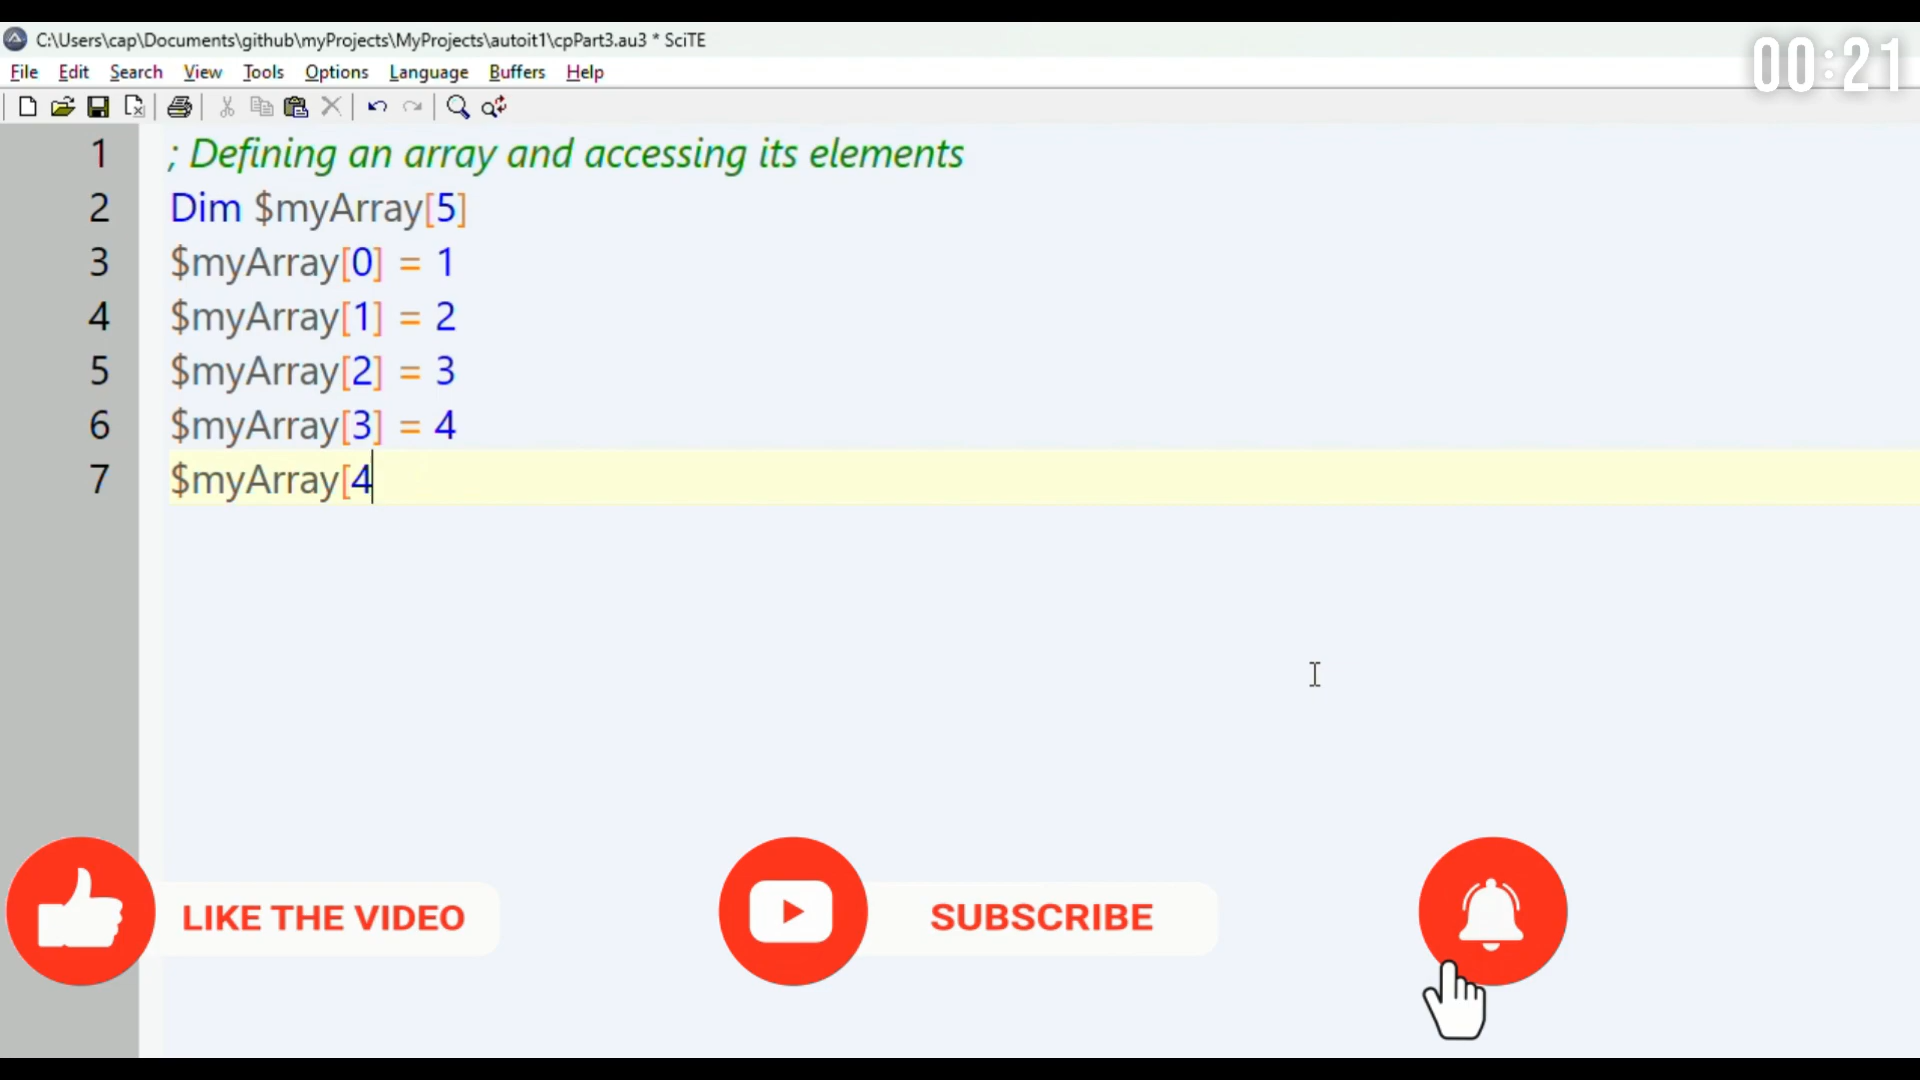 C:\Users\cap\Documents\github\myProjects\MyProjects\autoit1\cpPart3.au3 * SciTE
00:21
File Edit Search View Tools Options Language Buffers Help
1 ; Defining an array and accessing its elements
2 Dim $myArray[5]
3 $myArray[0] = 1
4 $myArray[1] = 2
5 $myArray[2] = 3
6 $myArray[3] = 4
7 $myArray[4
LIKE THE VIDEO
SUBSCRIBE